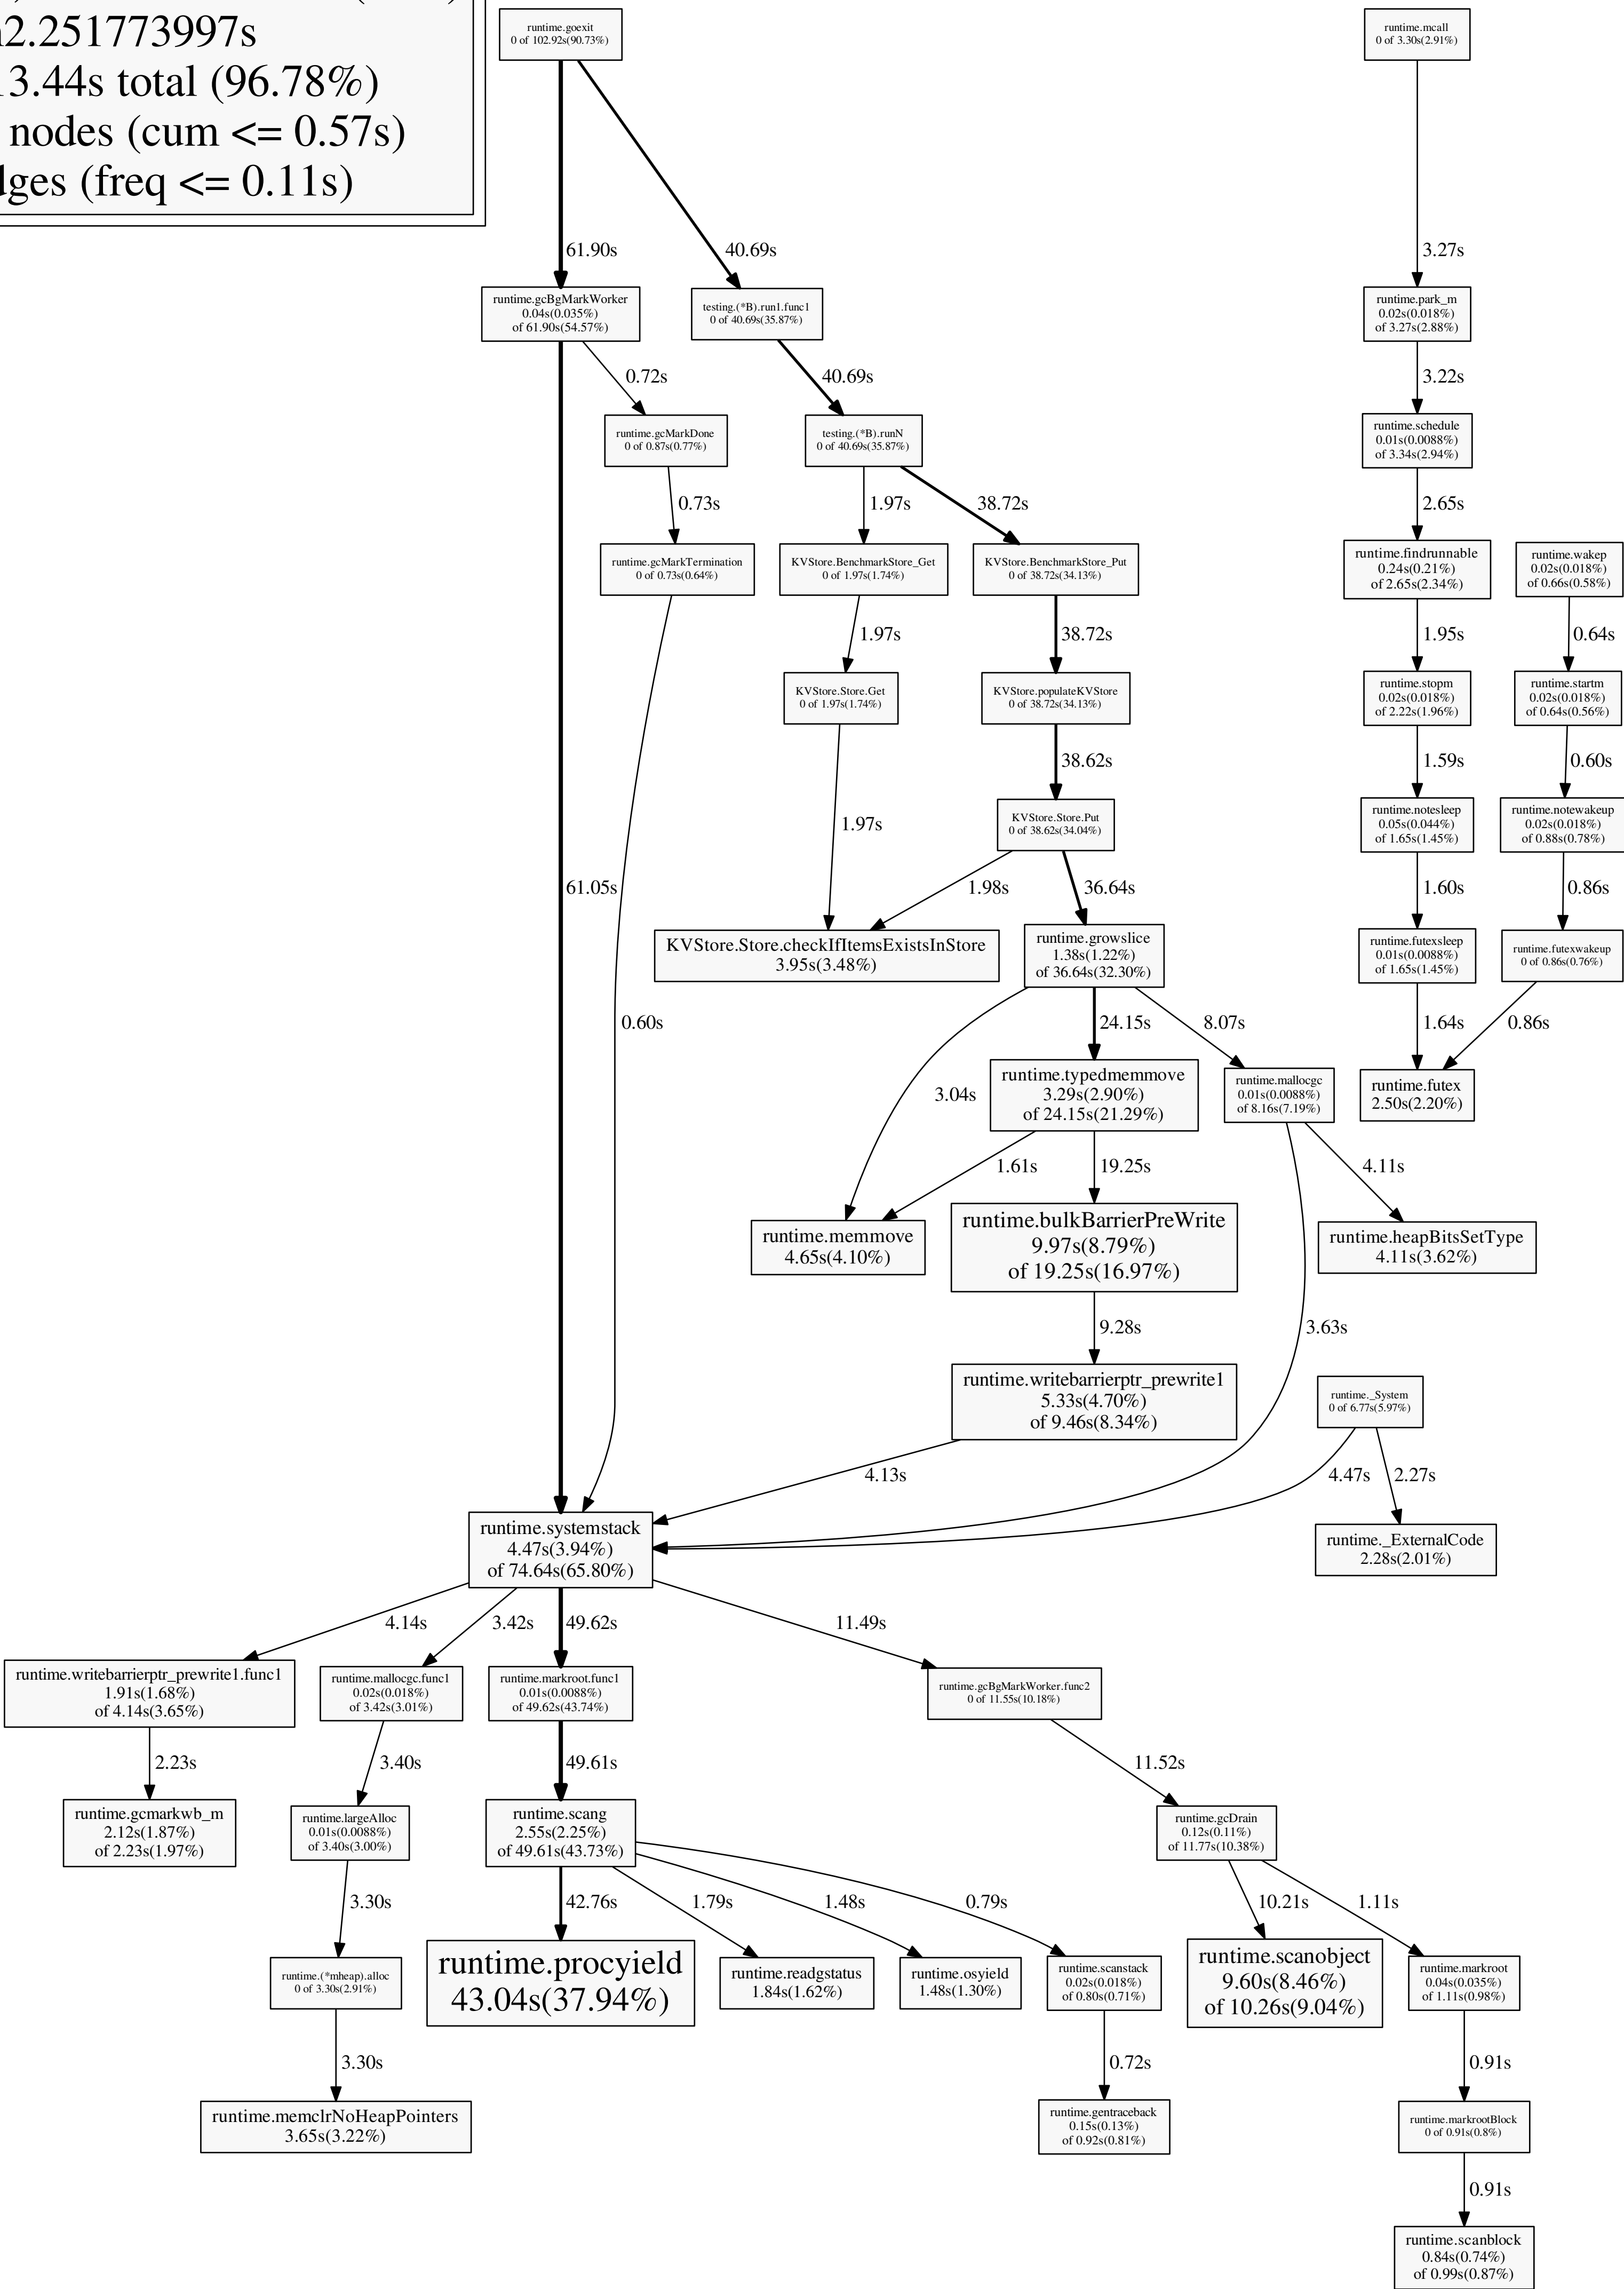 2.251773997s
3.44s total (96.78%)
nodes (cum <= 0.57s)
(freq <= 0.11s)
runtime.goexit
0 of 102.92s(90.73%)
runtime.mcall
0 of 3.30s(2.91%)
61.90s
40.69s
3.27s
runtime.gcBgMarkWorker
0.04s(0.035%)
of 61.90s(54.57%)
testing.(*B).run1.func1
0 of 40.69s(35.87%)
runtime.park_m
0.02s(0.018%)
of 3.27s(2.88%)
0.72s
40.69s
3.22s
runtime.gcMarkDone
0 of 0.87s(0.77%)
testing.(*B).runN
0 of 40.69s(35.87%)
runtime.schedule
0.01s(0.0088%)
of 3.34s(2.94%)
0.73s
1.97s
38.72s
2.65s
runtime.gcMarkTermination
0 of 0.73s(0.64%)
KVStore.BenchmarkStore_Get
0 of 1.97s(1.74%)
KVStore.BenchmarkStore_Put
0 of 38.72s(34.13%)
runtime.findrunnable
0.24s(0.21%)
of 2.65s(2.34%)
runtime.wakep
0.02s(0.018%)
of 0.66s(0.58%)
1.97s
38.72s
1.95s
0.64s
KVStore.Store.Get
0 of 1.97s(1.74%)
KVStore.populateKVStore
0 of 38.72s(34.13%)
runtime.stopm
0.02s(0.018%)
of 2.22s(1.96%)
runtime.startm
0.02s(0.018%)
of 0.64s(0.56%)
38.62s
1.59s
0.60s
1.97s
KVStore.Store.Put
0 of 38.62s(34.04%)
runtime.notesleep
0.05s(0.044%)
of 1.65s(1.45%)
runtime.notewakeup
0.02s(0.018%)
of 0.88s(0.78%)
61.05s
1.98s
36.64s
1.60s
0.86s
KVStore.Store.checkIfItemsExistsInStore
3.95s(3.48%)
runtime.growslice
1.38s(1.22%)
of 36.64s(32.30%)
runtime.futexsleep
0.01s(0.0088%)
of 1.65s(1.45%)
runtime.futexwakeup
0 of 0.86s(0.76%)
0.60s
24.15s
8.07s
1.64s
0.86s
3.04s
runtime.typedmemmove
3.29s(2.90%)
of 24.15s(21.29%)
runtime.mallocgc
0.01s(0.0088%)
of 8.16s(7.19%)
runtime.futex
2.50s(2.20%)
1.61s
19.25s
4.11s
runtime.memmove
4.65s(4.10%)
runtime.bulkBarrierPreWrite
9.97s(8.79%)
of 19.25s(16.97%)
runtime.heapBitsSetType
4.11s(3.62%)
9.28s
3.63s
runtime.writebarrierptr_prewrite1
5.33s(4.70%)
of 9.46s(8.34%)
runtime._System
0 of 6.77s(5.97%)
4.13s
4.47s
2.27s
runtime.systemstack
4.47s(3.94%)
of 74.64s(65.80%)
runtime._ExternalCode
2.28s(2.01%)
4.14s
3.42s
49.62s
11.49s
runtime.writebarrierptr_prewrite1.func1
1.91s(1.68%)
of 4.14s(3.65%)
runtime.mallocgc.func1
0.02s(0.018%)
of 3.42s(3.01%)
runtime.markroot.func1
0.01s(0.0088%)
of 49.62s(43.74%)
runtime.gcBgMarkWorker.func2
0 of 11.55s(10.18%)
2.23s
3.40s
49.61s
11.52s
runtime.gcmarkwb_m
2.12s(1.87%)
of 2.23s(1.97%)
runtime.largeAlloc
0.01s(0.0088%)
of 3.40s(3.00%)
runtime.scang
2.55s(2.25%)
of 49.61s(43.73%)
runtime.gcDrain
0.12s(0.11%)
of 11.77s(10.38%)
3.30s
42.76s
1.79s
1.48s
0.79s
10.21s
1.11s
runtime.(*mheap).alloc
0 of 3.30s(2.91%)
runtime.procyield
43.04s(37.94%)
runtime.readgstatus
1.84s(1.62%)
runtime.osyield
1.48s(1.30%)
runtime.scanstack
0.02s(0.018%)
of 0.80s(0.71%)
runtime.scanobject
9.60s(8.46%)
of 10.26s(9.04%)
runtime.markroot
0.04s(0.035%)
of 1.11s(0.98%)
3.30s
0.72s
0.91s
runtime.memclrNoHeapPointers
3.65s(3.22%)
runtime.gentraceback
0.15s(0.13%)
of 0.92s(0.81%)
runtime.markrootBlock
0 of 0.91s(0.8%)
0.91s
runtime.scanblock
0.84s(0.74%)
of 0.99s(0.87%)